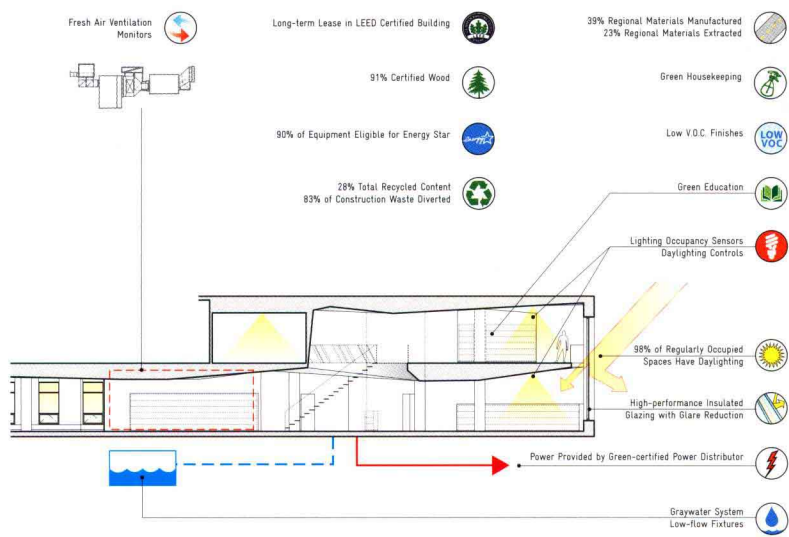 Fresh Air Ventilation
Monitors
Long-term Lease in LEED Certified Building
LEED
39% Regional Materials Manufactured
23% Regional Materials Extracted
91% Certified Wood
Green Housekeeping
90% of Equipment Eligible for Energy Star
energy
Low V.O.C. Finishes
LOW
VOC
28% Total Recycled Content
83% of Construction Waste Diverted
Green Education
Lighting Occupancy Sensors
Daylighting Controls
98% of Regularly Occupied
Spaces Have Daylighting
High-performance Insulated
Glazing with Glare Reduction
Power Provided by Green-certified Power Distributor
Graywater System
Low-flow Fixtures